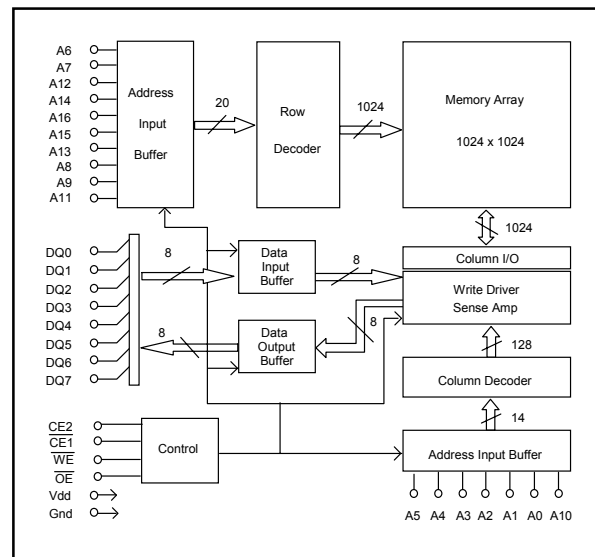 A6
A7
A12
A14
A16
A15
A13
A8
A9
A11
Address
Input
Buffer
20
Row
Decoder
1024
Memory Array
1024 x 1024
1024
DQ0
DQ1
DQ2
DQ3
DQ4
DQ5
DQ6
DQ7
8
Data
Input
Buffer
8
Column I/O
Write Driver
Sense Amp
8
Data
Output
Buffer
8
128
Column Decoder
14
Address Input Buffer
CE2
CE1
WE
OE
Vdd
Gnd
Control
A5 A4 A3 A2 A1 A0 A10